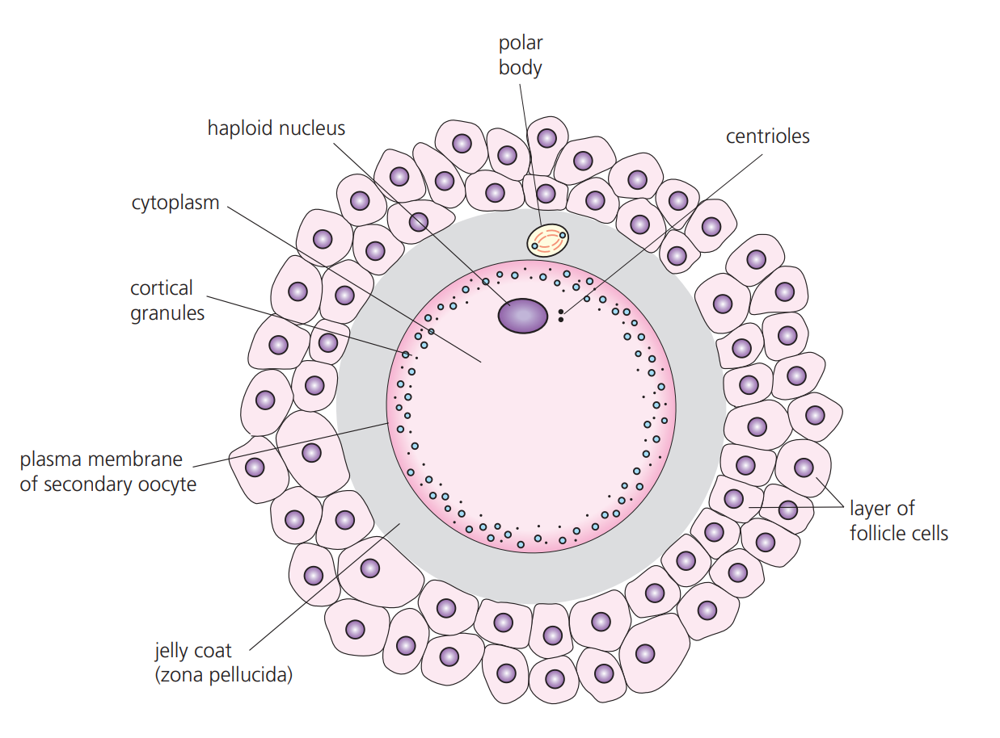 polar
body
haploid nucleus
centrioles
cytoplasm
cortical
granules
plasma membrane
of secondary oocyte
layer of
follicle cells
jelly coat
(zona pellucida)